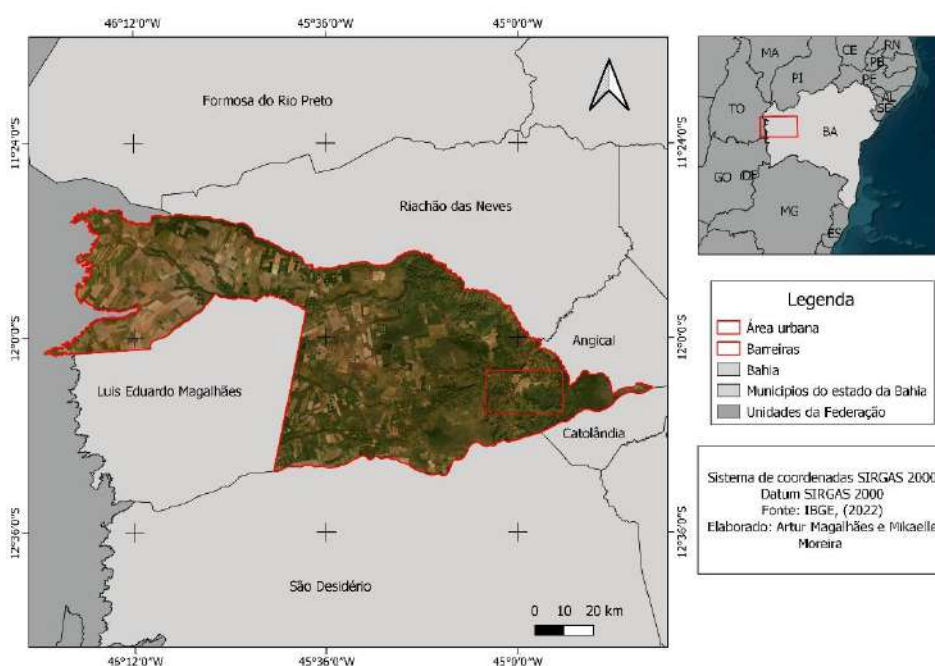 46°12'0"W
45°36'0"W
45°0'0"W
11°24'0"S
12°0'0"S
12°36'0"S
Formosa do Rio Preto
Riachão das Neves
Angical
Luis Eduardo Magalhães
Catolândia
São Desidério
0 10 20 km
11°24'0"S
12°0'0"S
12°36'0"S
46°12'0"W
45°36'0"W
45°0'0"W
MA
CE
RN
PB
PI
PE
AL
SE
TO
BA
GO
DF
MG
ES
Legenda
Área urbana
Barreiras
Bahia
Municípios do estado da Bahia
Unidades da Federação
Sistema de coordenadas SIRGAS 2000
Datum SIRGAS 2000
Fonte: IBGE, (2022)
Elaborado: Artur Magalhães e Mikaelle
Moreira